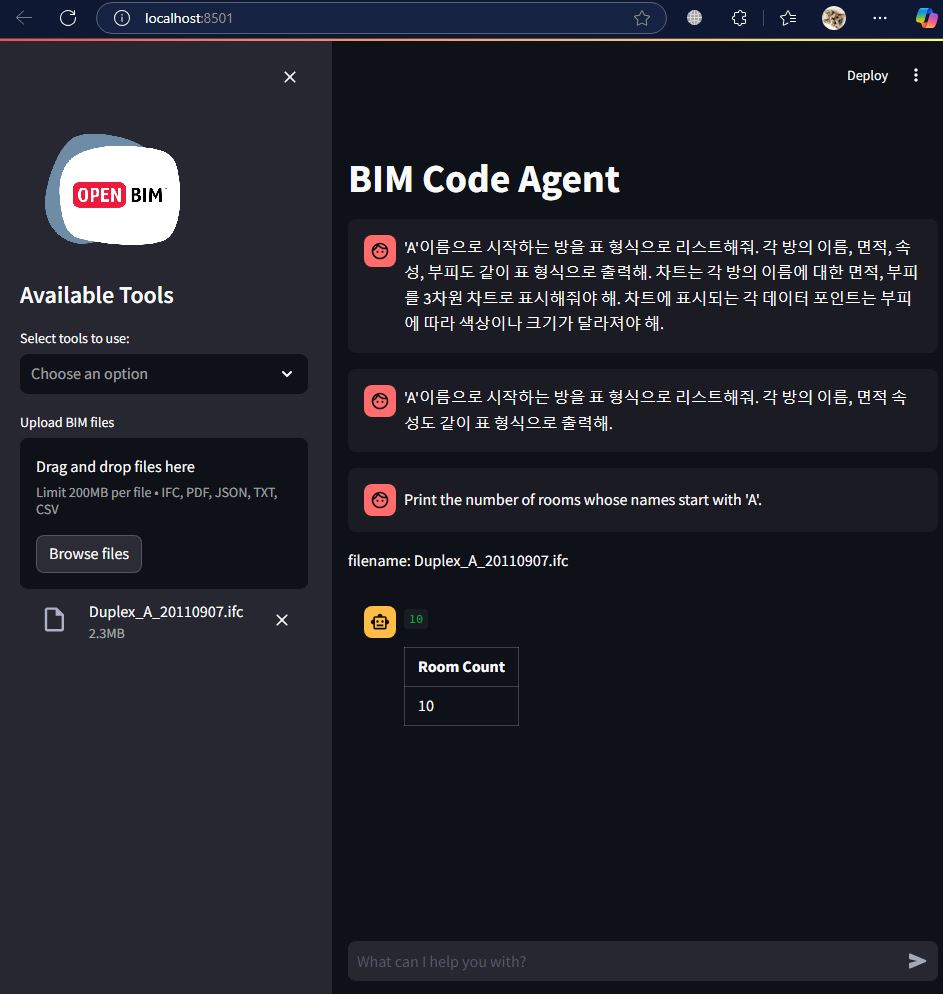 localhost:8501
Deploy
OPEN BIM
Available Tools
Select tools to use:
Choose an option
Upload BIM files
Drag and drop files here
Limit 200MB per file • IFC, PDF, JSON, TXT,
CSV
Browse files
Duplex_A_20110907.ifc
2.3MB
BIM Code Agent
'A'이름으로 시작하는 방을 표 형식으로 리스트해줘. 각 방의 이름, 면적, 속
성, 부피도 같이 표 형식으로 출력해. 차트는 각 방의 이름에 대한 면적, 부피
를 3차원 차트로 표시해줘야 해. 차트에 표시되는 각 데이터 포인트는 부피
에 따라 색상이나 크기가 달라져야 해.
'A'이름으로 시작하는 방을 표 형식으로 리스트해줘. 각 방의 이름, 면적 속
성도 같이 표 형식으로 출력해.
Print the number of rooms whose names start with 'A'.
filename: Duplex_A_20110907.ifc
10
Room Count
10
What can I help you with?